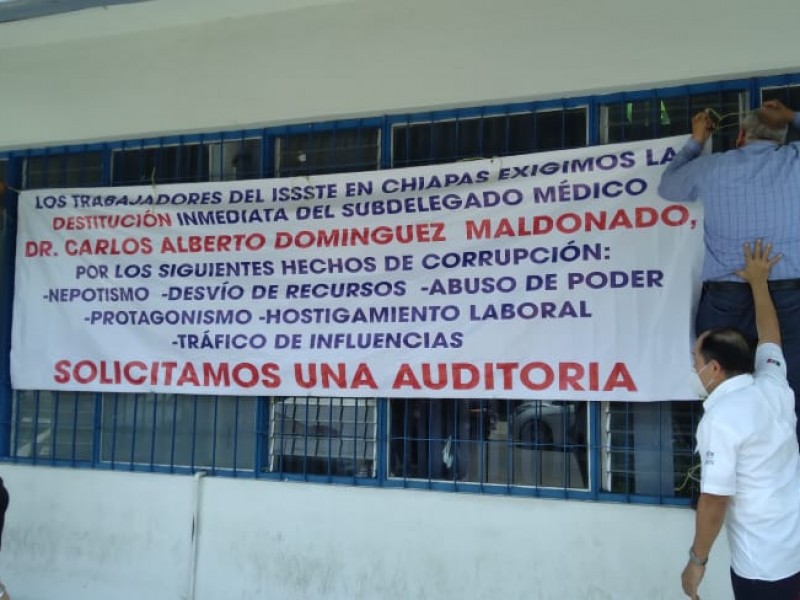 LOS TRABAJADORES DEL ISSSTE EN CHIAPAS EXIGIMOS LA
DESTITUCIÓN INMEDIATA DEL SUBDELEGADO MÉDICO
DR. CARLOS ALBERTO DOMINGUEZ MALDONADO,
POR LOS SIGUIENTES HECHOS DE CORRUPCIÓN:
-NEPOTISMO -DESVÍO DE RECURSOS -ABUSO DE PODER
-PROTAGONISMO -HOSTIGAMIENTO LABORAL
-TRÁFICO DE INFLUENCIAS
SOLICITAMOS UNA AUDITORIA